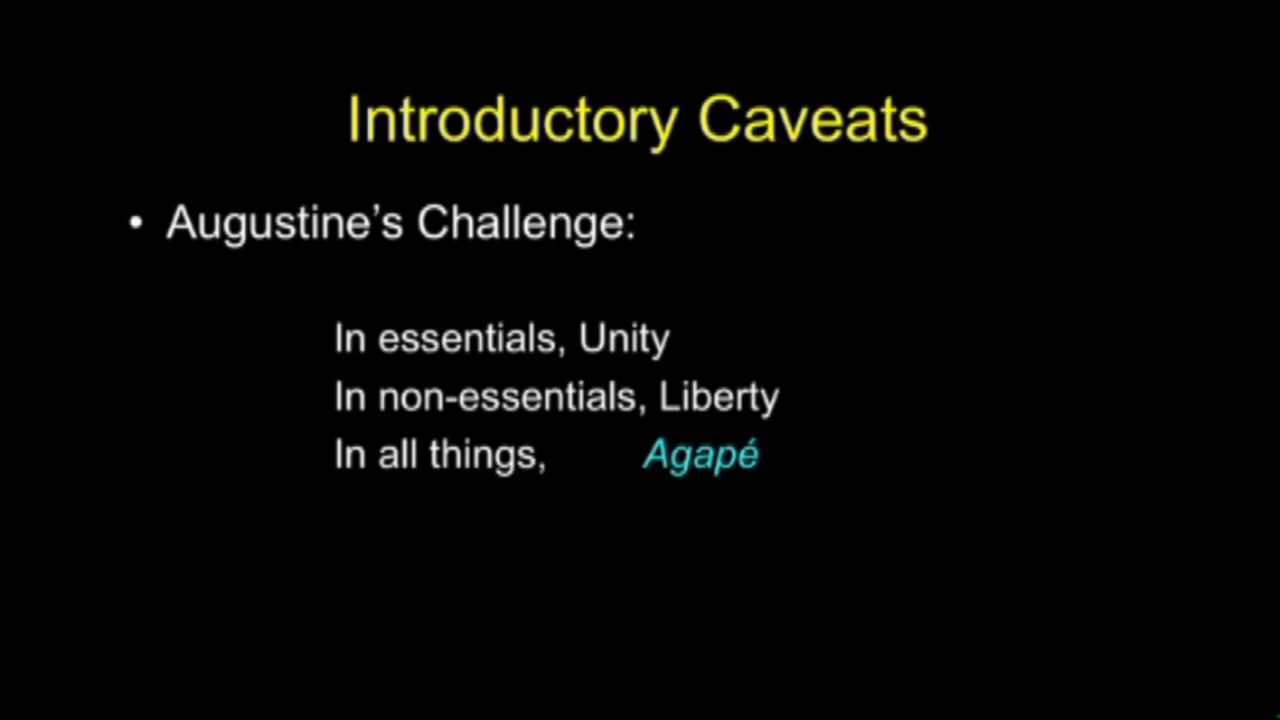 Introductory Caveats
• Augustine’s Challenge:
In essentials, Unity
In non-essentials, Liberty
In all things, Agapé